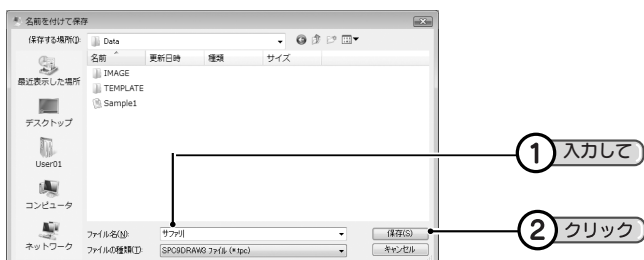 名前を付けて保存
保存する場所(I):
Data
名前 更新日時 種類 サイズ
IMAGE
TEMPLATE
Sample1
最近表示した場所
デスクトップ
User01
コンピュータ
ネットワーク
ファイル名(N):
サファリ
保存(S)
ファイルの種類(T):
SPC9DRAWG ファイル (*.tpc)
キャンセル
1 入力して
2 クリック